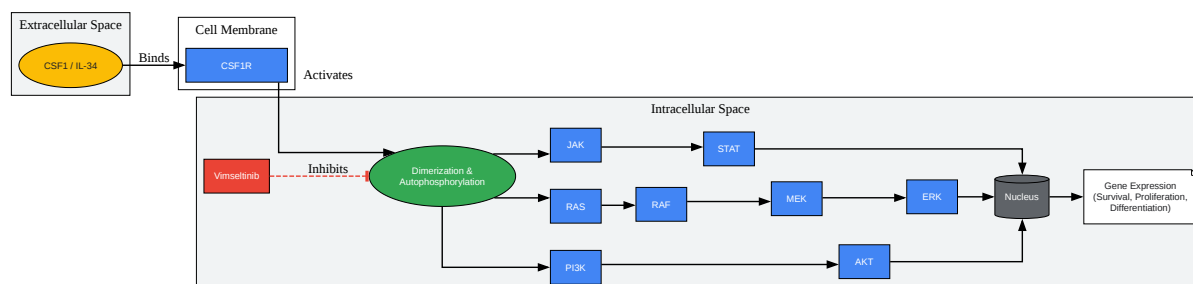 Extracellular Space
CSF1 / IL-34
Binds
Cell Membrane
CSF1R
Activates
Intracellular Space
Vimseltinib
Inhibits
Dimerization &
Autophosphorylation
JAK
STAT
RAS
RAF
MEK
ERK
PI3K
AKT
Nucleus
Gene Expression
(Survival, Proliferation,
Differentiation)